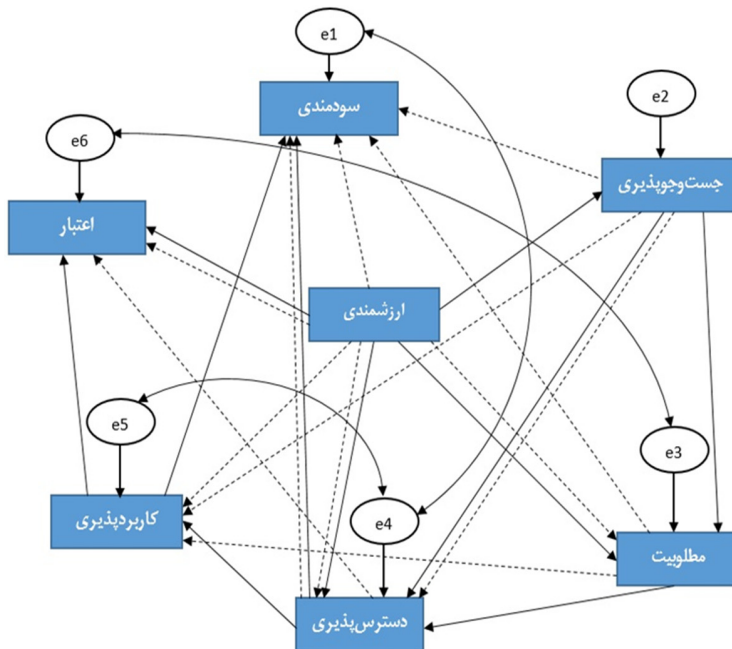 e1
سودمندی
e2
جست‌وجوپذیری
e6
اعتبار
ارزشمندی
e5
کاربردپذیری
e3
مطلوبیت
e4
دسترس‌پذیری